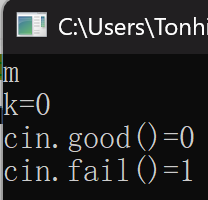 C:\Users\Tonhi
m
k=0
cin.good()=0
cin.fail()=1